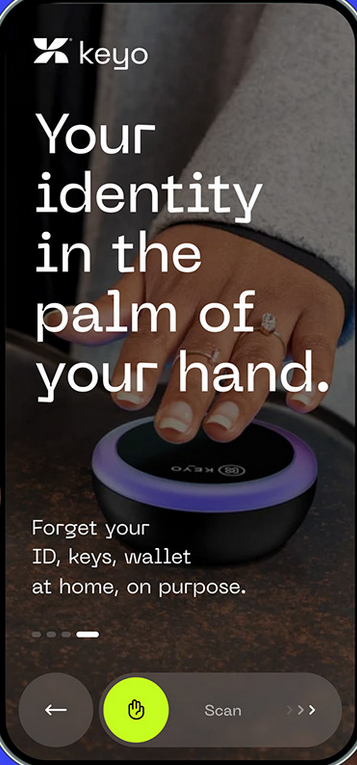 keyo
Your
identity
in the
palm of
your hand.
KEYO
Forget your
ID, keys, wallet
at home, on purpose.
Scan